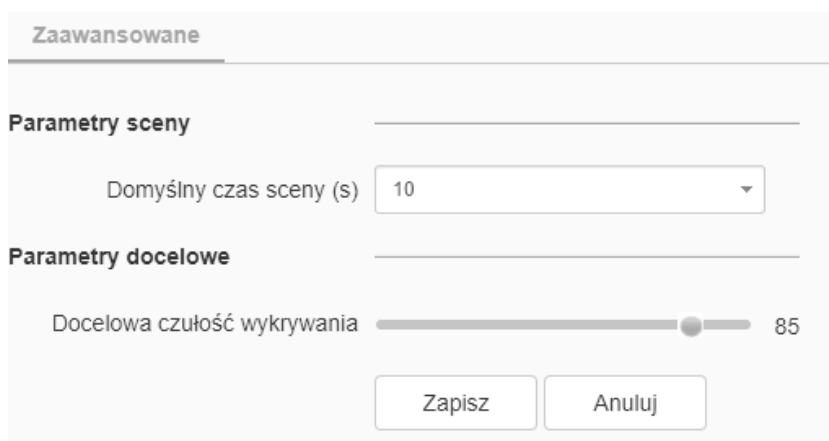 Zaawansowane
Parametry sceny
Domyślny czas sceny (s) 10
Parametry docelowe
Docelowa czułość wykrywania 85
Zapisz Anuluj